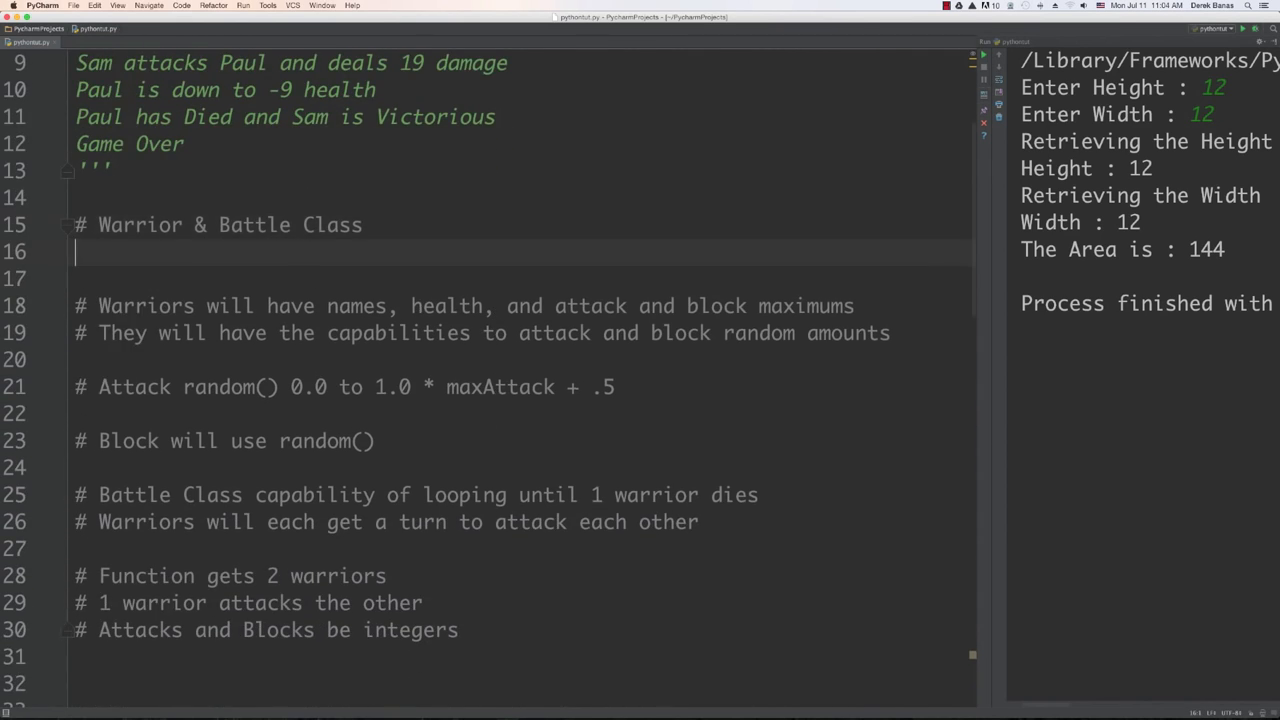 PyCharm File Edit View Navigate Code Refactor Run Tools VCS Window Help 10 Mon Jul 11 11:04 AM Derek Banas
pythontut.py - PycharmProjects - [~/PycharmProjects]
PycharmProjects pythontut.py pythontut
pythontut.py
Run: pythontut
9 Sam attacks Paul and deals 19 damage
10 Paul is down to -9 health
11 Paul has Died and Sam is Victorious
12 Game Over
13 '''
14
15 # Warrior & Battle Class
16
17
18 # Warriors will have names, health, and attack and block maximums
19 # They will have the capabilities to attack and block random amounts
20
21 # Attack random() 0.0 to 1.0 * maxAttack + .5
22
23 # Block will use random()
24
25 # Battle Class capability of looping until 1 warrior dies
26 # Warriors will each get a turn to attack each other
27
28 # Function gets 2 warriors
29 # 1 warrior attacks the other
30 # Attacks and Blocks be integers
31
32
/Library/Frameworks/Py
Enter Height : 12
Enter Width : 12
Retrieving the Height
Height : 12
Retrieving the Width
Width : 12
The Area is : 144
Process finished with
16:1 LF÷ UTF-8